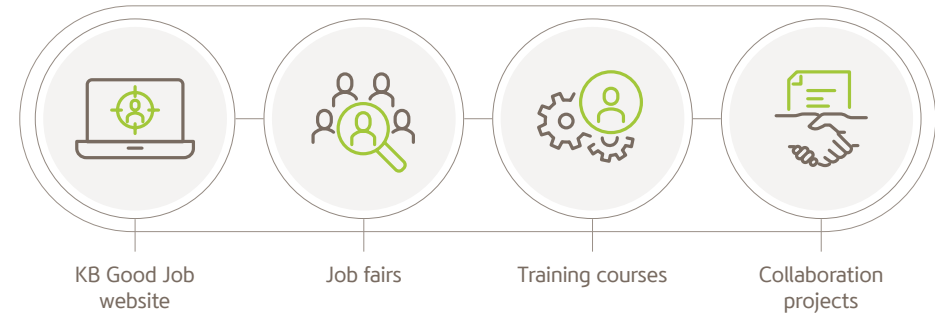 KB Good Job
website
Job fairs
Training courses
Collaboration
projects